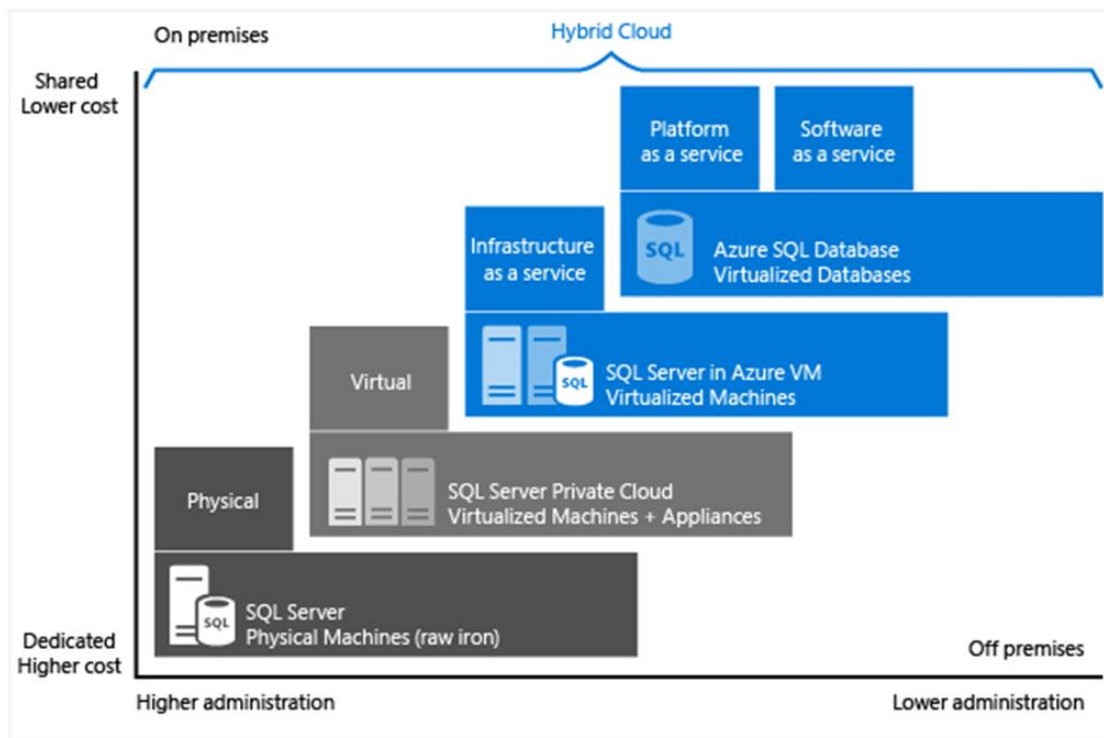 On premises
Hybrid Cloud
Shared
Lower cost
Platform
as a service
Software
as a service
Infrastructure
as a service
SQL
Azure SQL Database
Virtualized Databases
Virtual
SQL
SQL Server in Azure VM
Virtualized Machines
Physical
SQL Server Private Cloud
Virtualized Machines + Appliances
SQL
SQL Server
Physical Machines (raw iron)
Dedicated
Higher cost
Off premises
Higher administration
Lower administration